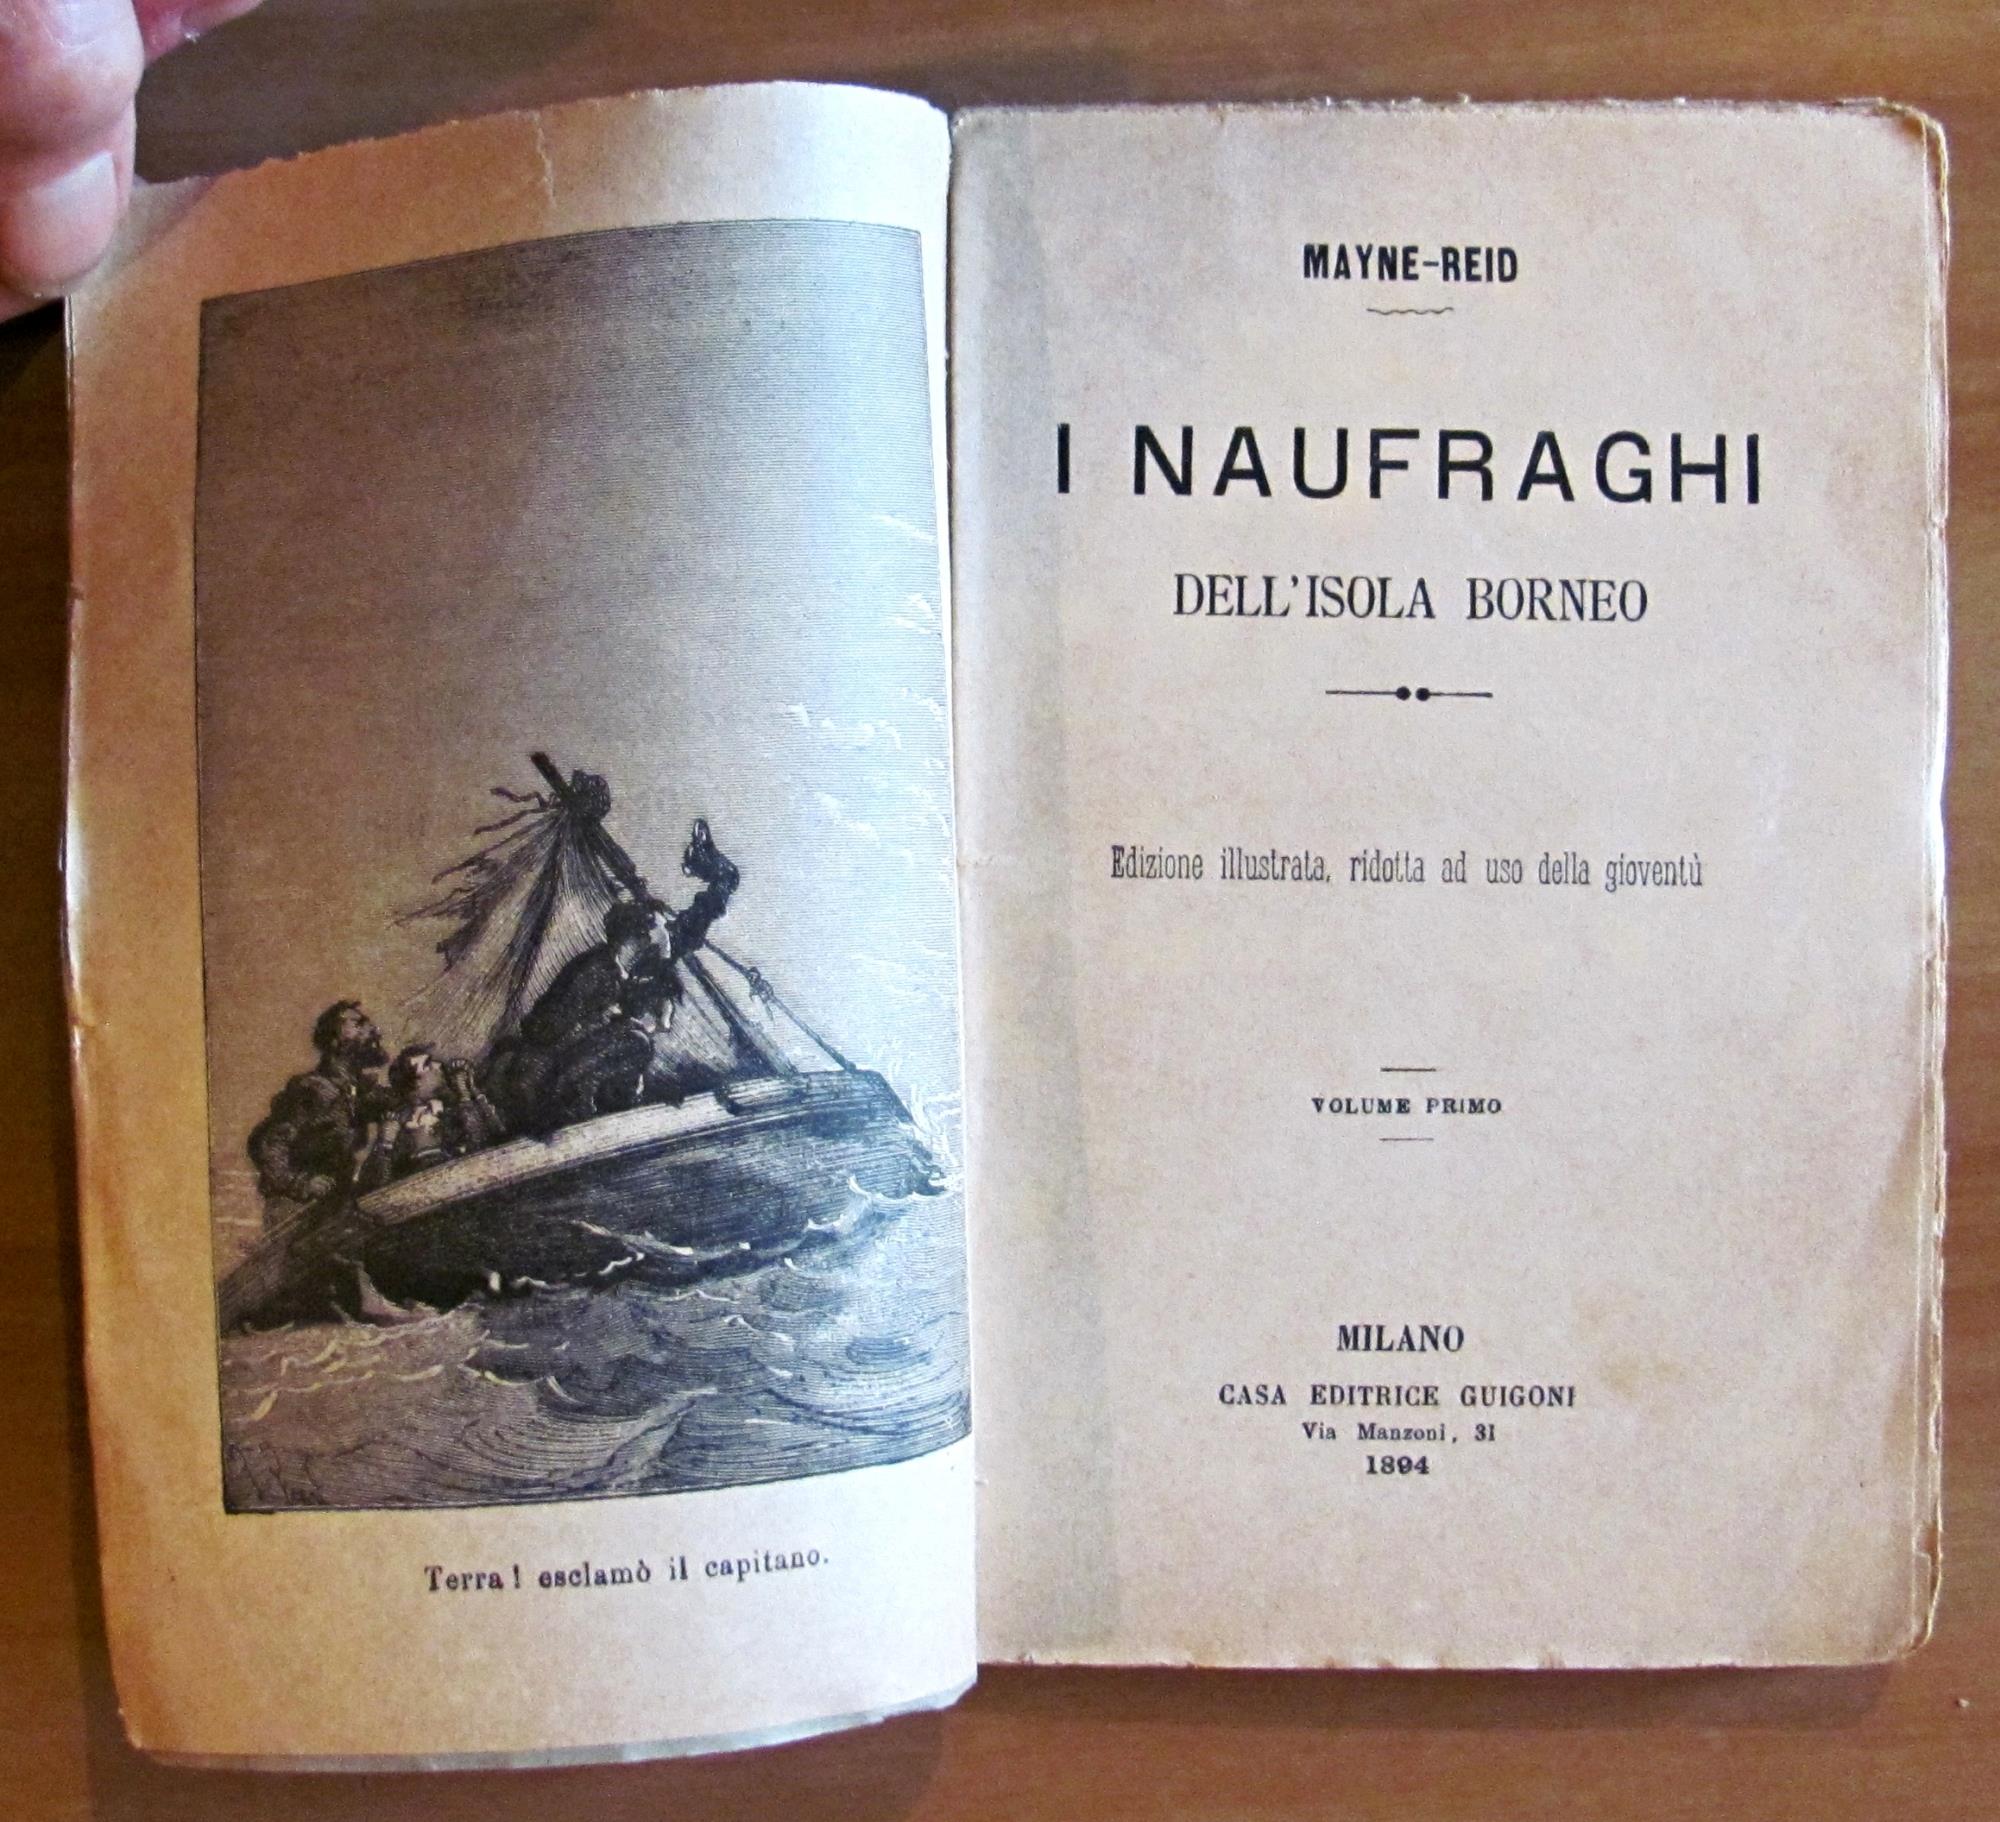 Terra! esclamò il capitano.
MAYNE-REID
I NAUFRAGHI
DELL'ISOLA BORNEO
Edizione illustrata, ridotta ad uso della gioventù
VOLUME PRIMO
MILANO
CASA EDITRICE GUIGONI
Via Manzoni, 31
1894